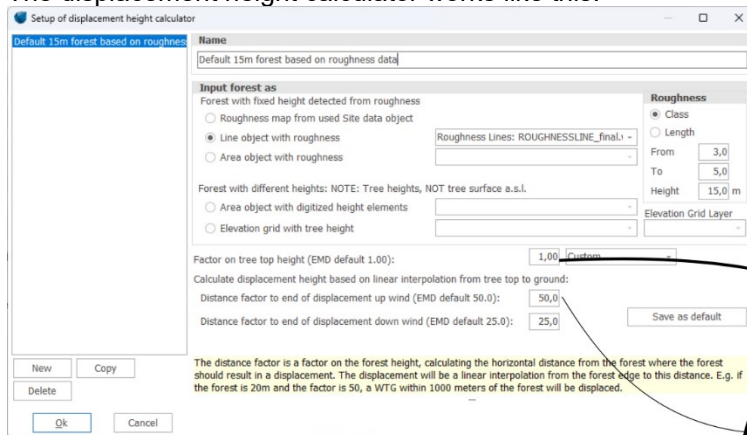 The displacement height calculator works like this:
Setup of displacement height calculator
Default 15m forest based on roughness
Name
Default 15m forest based on roughness data
Input forest as
Forest with fixed height detected from roughness
Roughness map from used Site data object
Line object with roughness
Roughness Lines: ROUGHNESSLINE_final.
Area object with roughness
Forest with different heights: NOTE: Tree heights, NOT tree surface a.s.l.
Area object with digitized height elements
Elevation grid with tree height
Roughness
Class
Length
From 3,0
To 5,0
Height 15,0 m
Elevation Grid Layer
Factor on tree top height (EMD default 1.00): 1,00 Custom
Calculate displacement height based on linear interpolation from tree top to ground:
Distance factor to end of displacement up wind (EMD default 50.0): 50,0
Distance factor to end of displacement down wind (EMD default 25.0): 25,0
Save as default
New Copy
Delete
The distance factor is a factor on the forest height, calculating the horizontal distance from the forest where the forest
should result in a displacement. The displacement will be a linear interpolation from the forest edge to this distance. E.g. if
the forest is 20m and the factor is 50, a WTG within 1000 meters of the forest will be displaced.
Ok Cancel